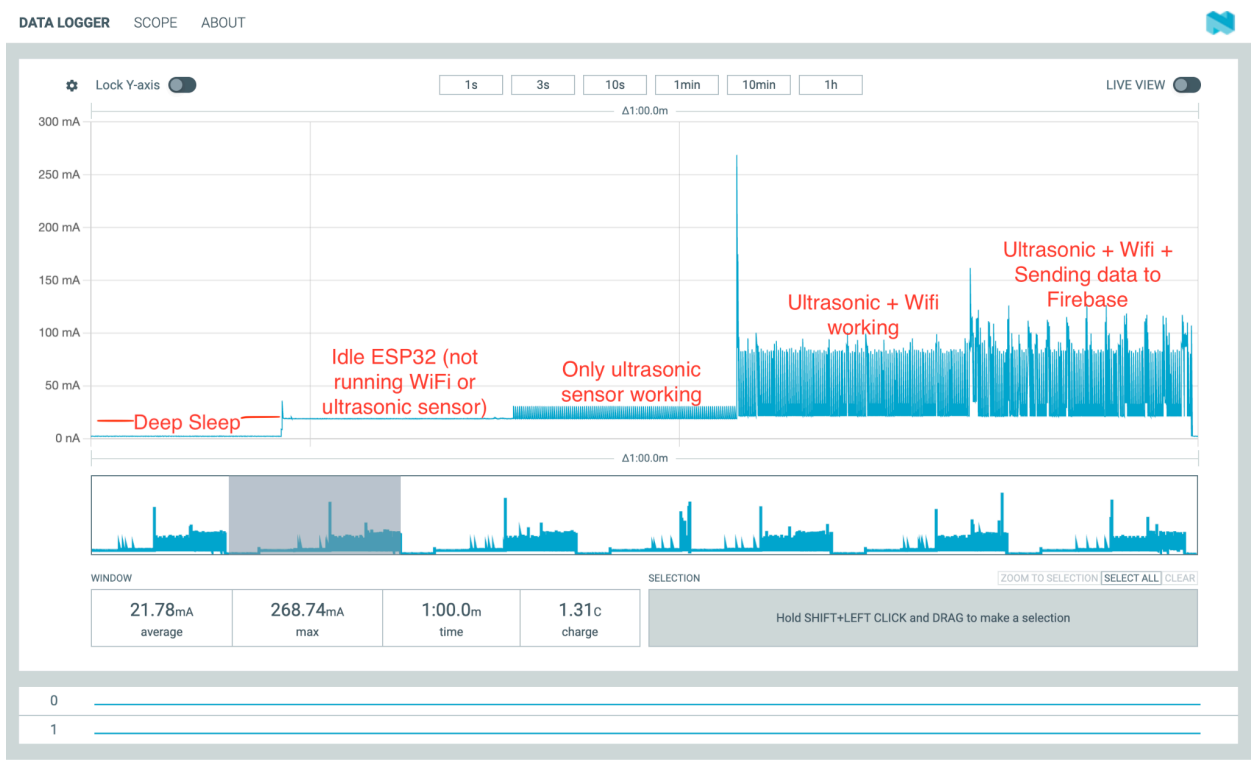 DATA LOGGER SCOPE ABOUT
Lock Y-axis 1s 3s 10s 1min 10min 1h LIVE VIEW
Δ1:00.0m
300 mA
250 mA
200 mA
150 mA
100 mA
50 mA
0 nA
Deep Sleep
Idle ESP32 (not
running WiFi or
ultrasonic sensor)
Only ultrasonic
sensor working
Ultrasonic + Wifi
working
Ultrasonic + Wifi +
Sending data to
Firebase
Δ1:00.0m
WINDOW
21.78mA 268.74mA 1:00.0m 1.31C
average max time charge
SELECTION ZOOM TO SELECTION SELECT ALL CLEAR
Hold SHIFT+LEFT CLICK and DRAG to make a selection
0
1